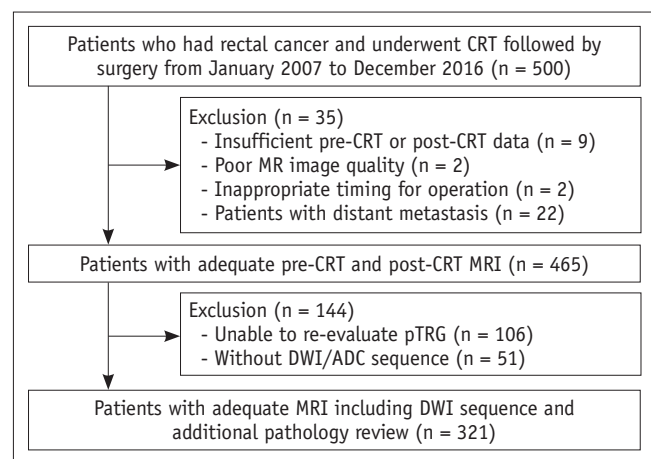 Patients who had rectal cancer and underwent CRT followed by
surgery from January 2007 to December 2016 (n = 500)
Exclusion (n = 35)
- Insufficient pre-CRT or post-CRT data (n = 9)
- Poor MR image quality (n = 2)
- Inappropriate timing for operation (n = 2)
- Patients with distant metastasis (n = 22)
Patients with adequate pre-CRT and post-CRT MRI (n = 465)
Exclusion (n = 144)
- Unable to re-evaluate pTRG (n = 106)
- Without DWI/ADC sequence (n = 51)
Patients with adequate MRI including DWI sequence and
additional pathology review (n = 321)